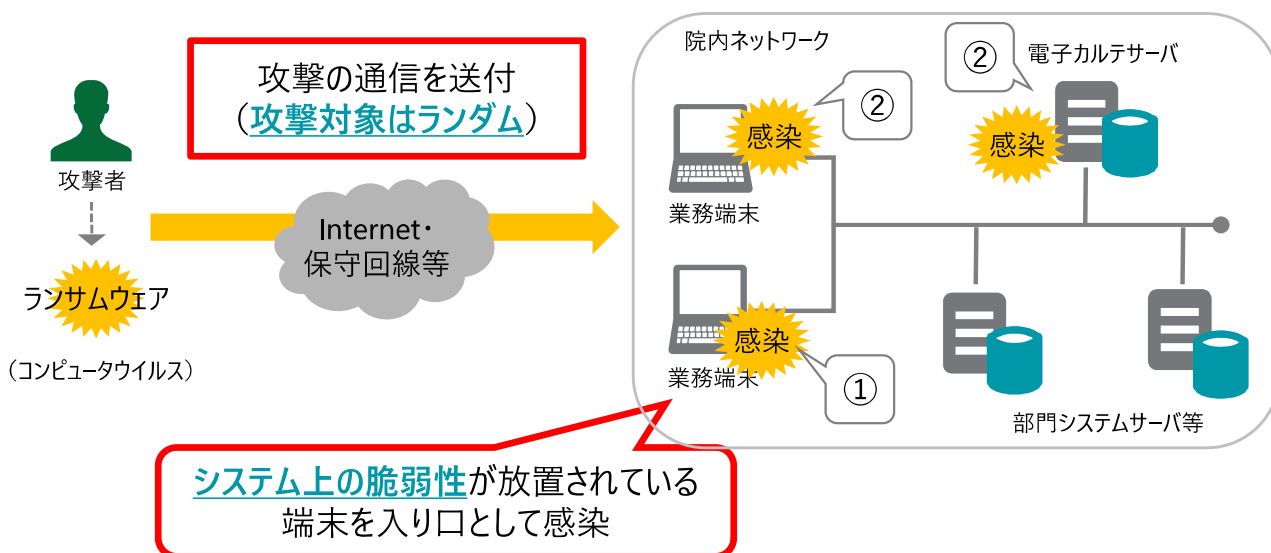 攻撃の通信を送付
(攻撃対象はランダム)
攻撃者
ランサムウェア
(コンピュータウイルス)
Internet・
保守回線等
院内ネットワーク
②
電子カルテサーバ
②
感染
感染
業務端末
感染
業務端末
①
部門システムサーバ等
システム上の脆弱性が放置されている
端末を入り口として感染